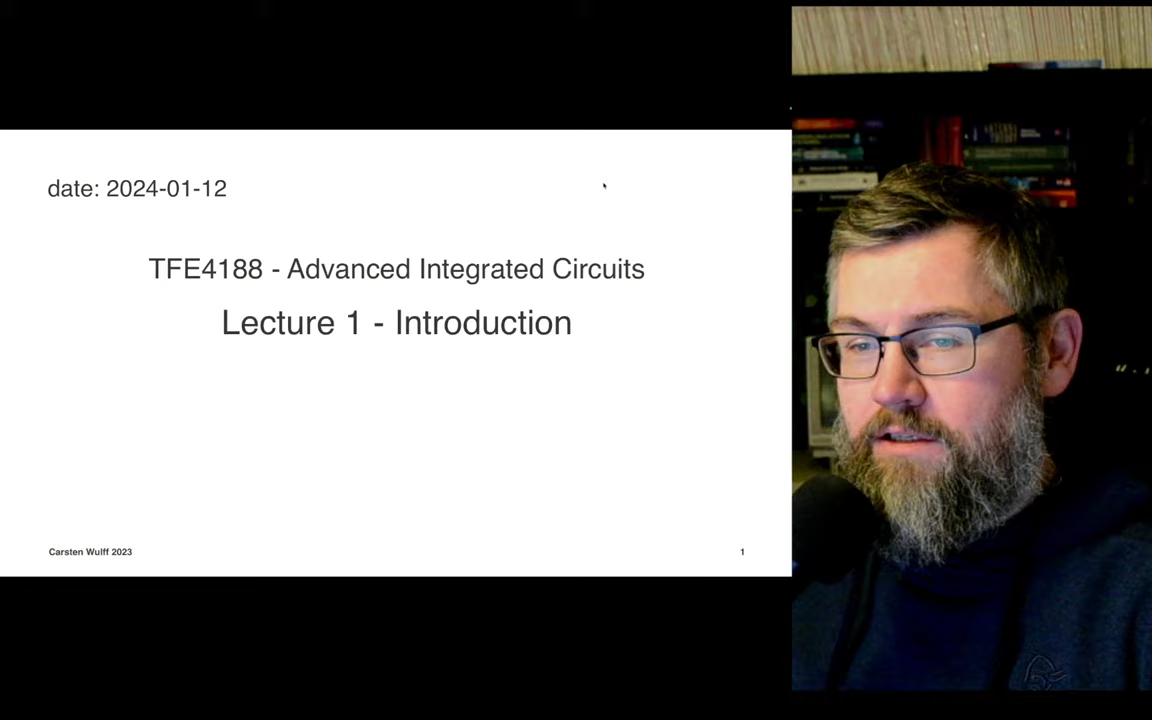 date: 2024-01-12
TFE4188 - Advanced Integrated Circuits
Lecture 1 - Introduction
Carsten Wulff 2023
1